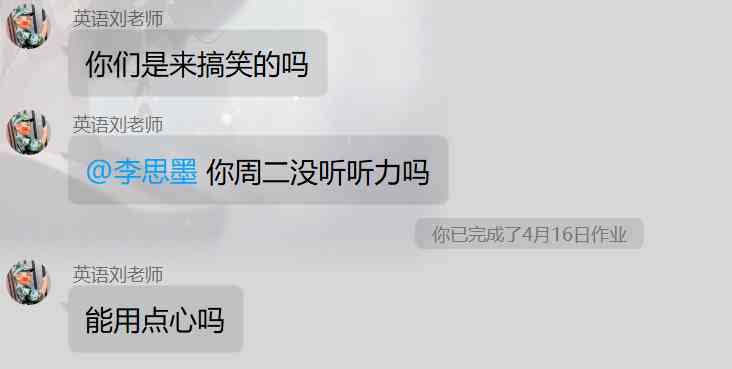 英语刘老师
你们是来搞笑的吗
英语刘老师
@李思墨 你周二没听听力吗
你已完成了4月16日作业
英语刘老师
能用点心吗